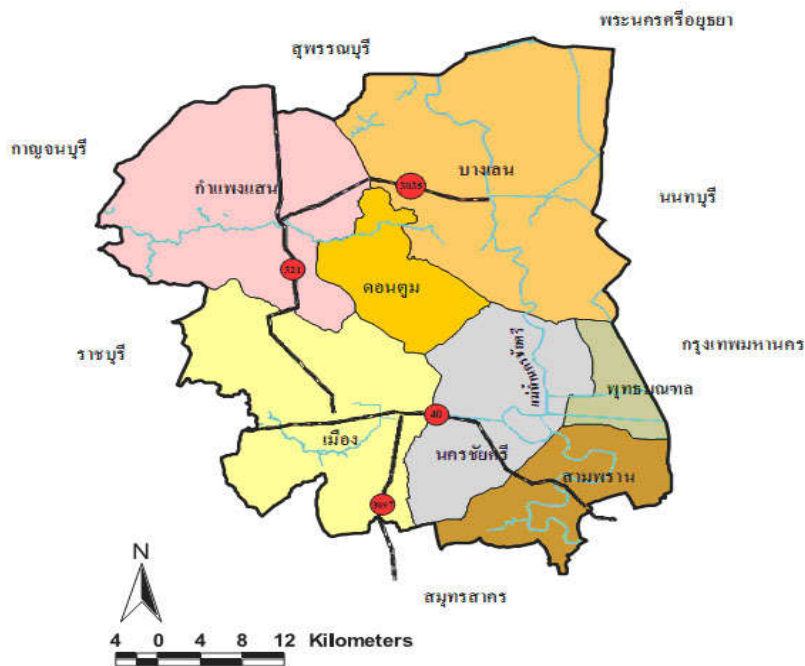 พระนครศรีอยุธยา
สุพรรณบุรี
กาญจนบุรี
บางเลน
กำแพงแสน
นนทบุรี
321
ดอนตูม
กรุงเทพมหานคร
ราชบุรี
พุทธมณฑล
40
เมือง
นครชัยศรี
สามพราน
สมุทรสาคร
N
4 0 4 8 12 Kilometers